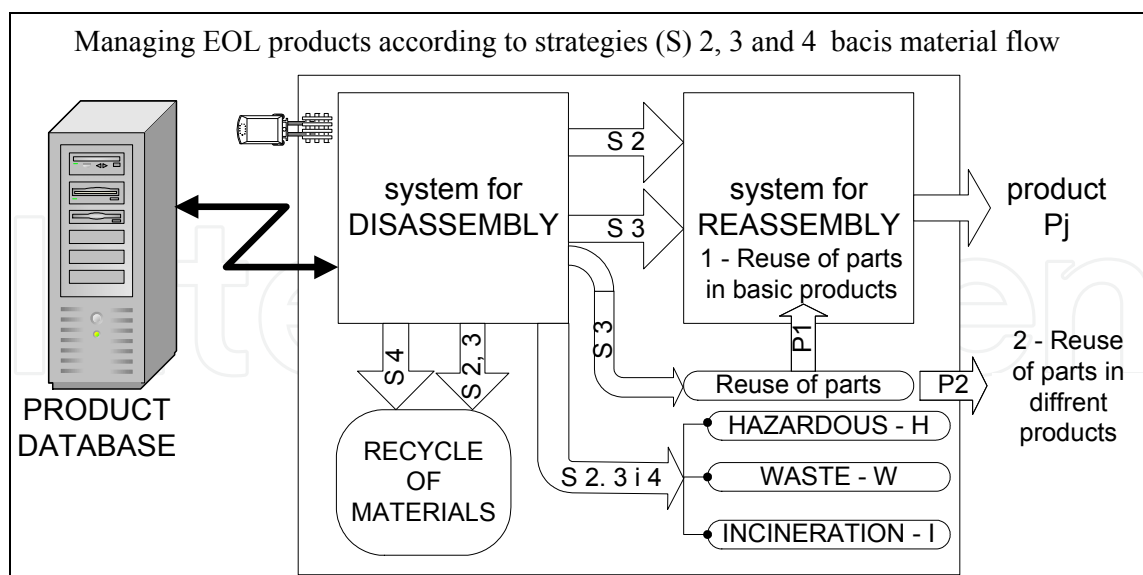 Managing EOL products according to strategies (S) 2, 3 and 4 bacis material flow
PRODUCT
DATABASE
system for
DISASSEMBLY
S 2
S 3
system for
REASSEMBLY
1 - Reuse of parts
in basic products
product
Pj
S 4
S 2, 3
S 3
P1
Reuse of parts
P2
2 - Reuse
of parts in
diffrent
products
RECYCLE
OF
MATERIALS
S 2. 3 i 4
HAZARDOUS - H
WASTE - W
INCINERATION - I